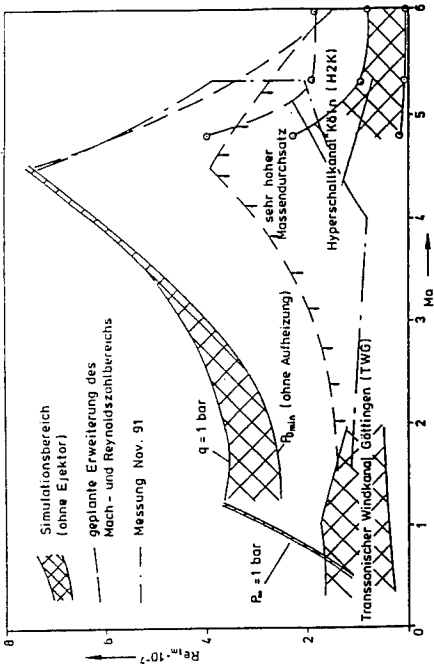 Simulationsbereich
(ohne Ejektor)
geplante Erweiterung des
Mach- und Reynoldszahlbereichs
Messung Nov. 91
Re₁ₘ·10⁻⁷
8
6
4
2
0
1
2
3
4
5
6
Ma
P∞ = 1 bar
q = 1 bar
P₀min (ohne Aufheizung)
sehr hoher
Massendurchsatz
Hyperschallkanal Köln (H2K)
Transsonischer Windkanal Göttingen (TWG)